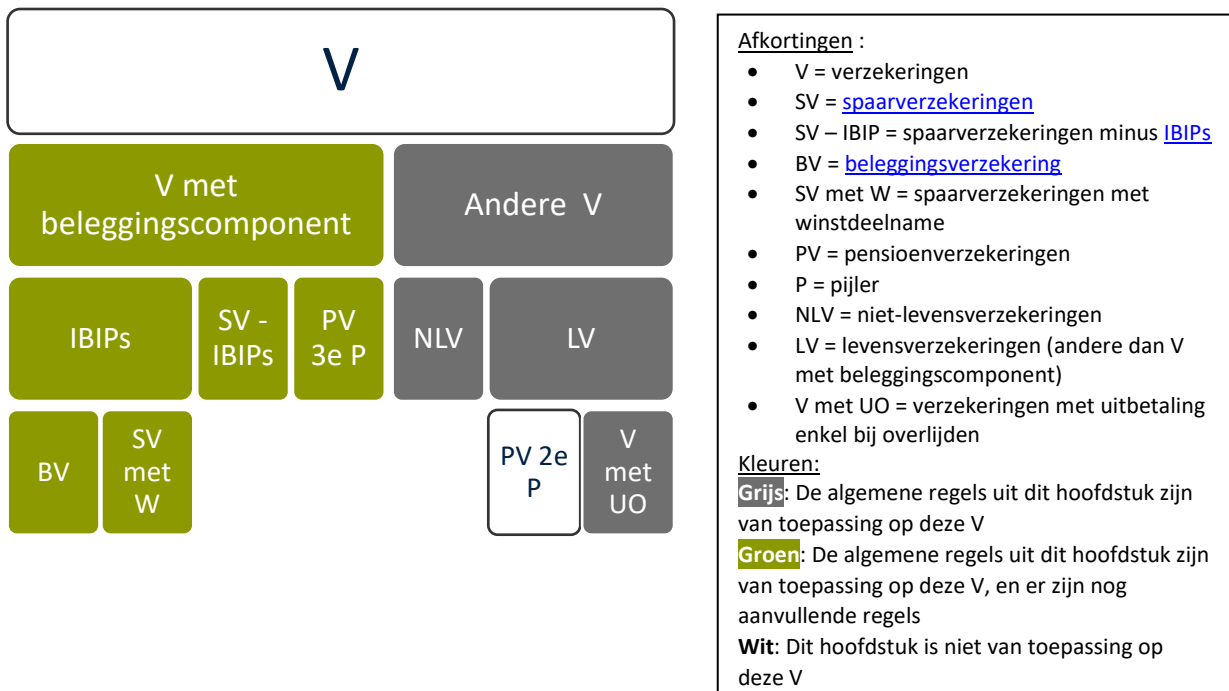 V
V met
beleggingscomponent
Andere V
IBIPs
SV -
IBIPs
PV
3e P
NLV
LV
BV
SV
met
W
PV 2e
P
V
met
UO
Afkortingen :
• V = verzekeringen
• SV = spaarverzekeringen
• SV – IBIP = spaarverzekeringen minus IBIPs
• BV = beleggingsverzekering
• SV met W = spaarverzekeringen met
winstdeelname
• PV = pensioenverzekeringen
• P = pijler
• NLV = niet-levensverzekeringen
• LV = levensverzekeringen (andere dan V
met beleggingscomponent)
• V met UO = verzekeringen met uitbetaling
enkel bij overlijden
Kleuren:
Grijs: De algemene regels uit dit hoofdstuk zijn
van toepassing op deze V
Groen: De algemene regels uit dit hoofdstuk zijn
van toepassing op deze V, en er zijn nog
aanvullende regels
Wit: Dit hoofdstuk is niet van toepassing op
deze V